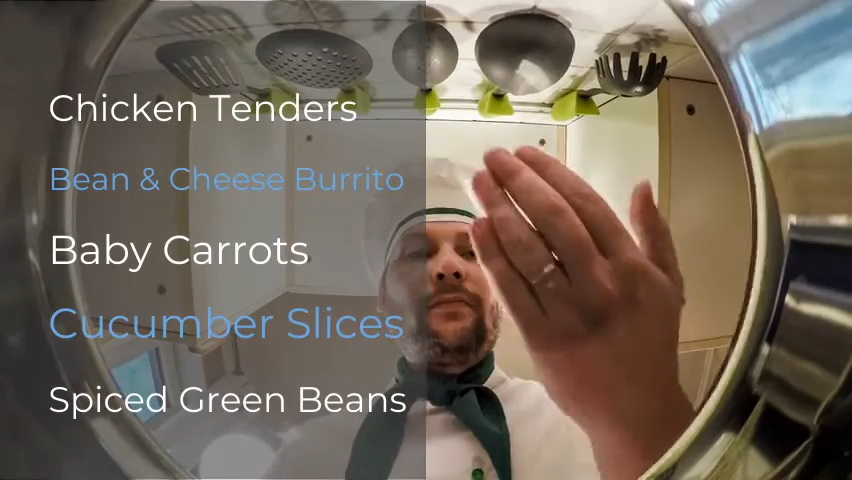 Chicken Tenders
Bean & Cheese Burrito
Baby Carrots
Cucumber Slices
Spiced Green Beans